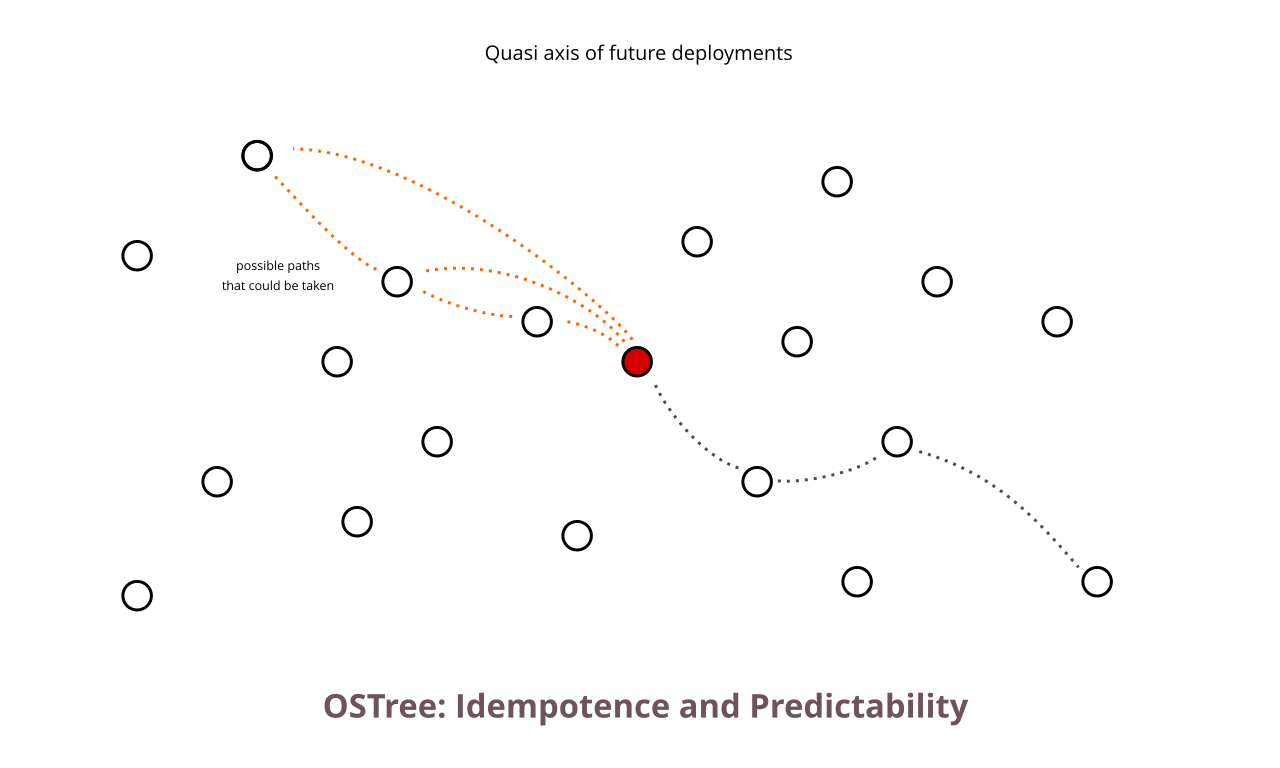 Quasi axis of future deployments
possible paths
that could be taken
OSTree: Idempotence and Predictability